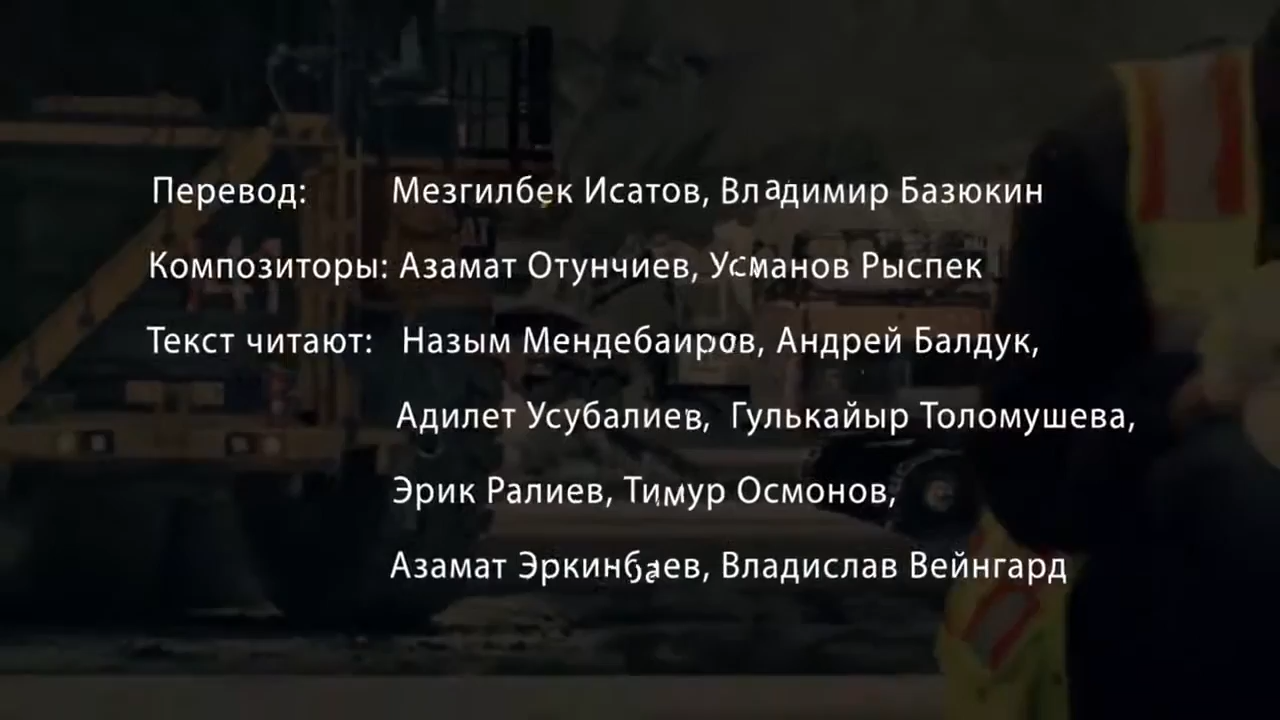 Перевод: Мезгилбек Исатов, Владимир Базюкин
Композиторы: Азамат Отунчиев, Усманов Рыспек
Текст читают: Назым Мендебаиров, Андрей Балдук,
Адилет Усубалиев, Гулькайыр Толомушева,
Эрик Ралиев, Тимур Осмонов,
Азамат Эркинбаев, Владислав Вейнгард
141